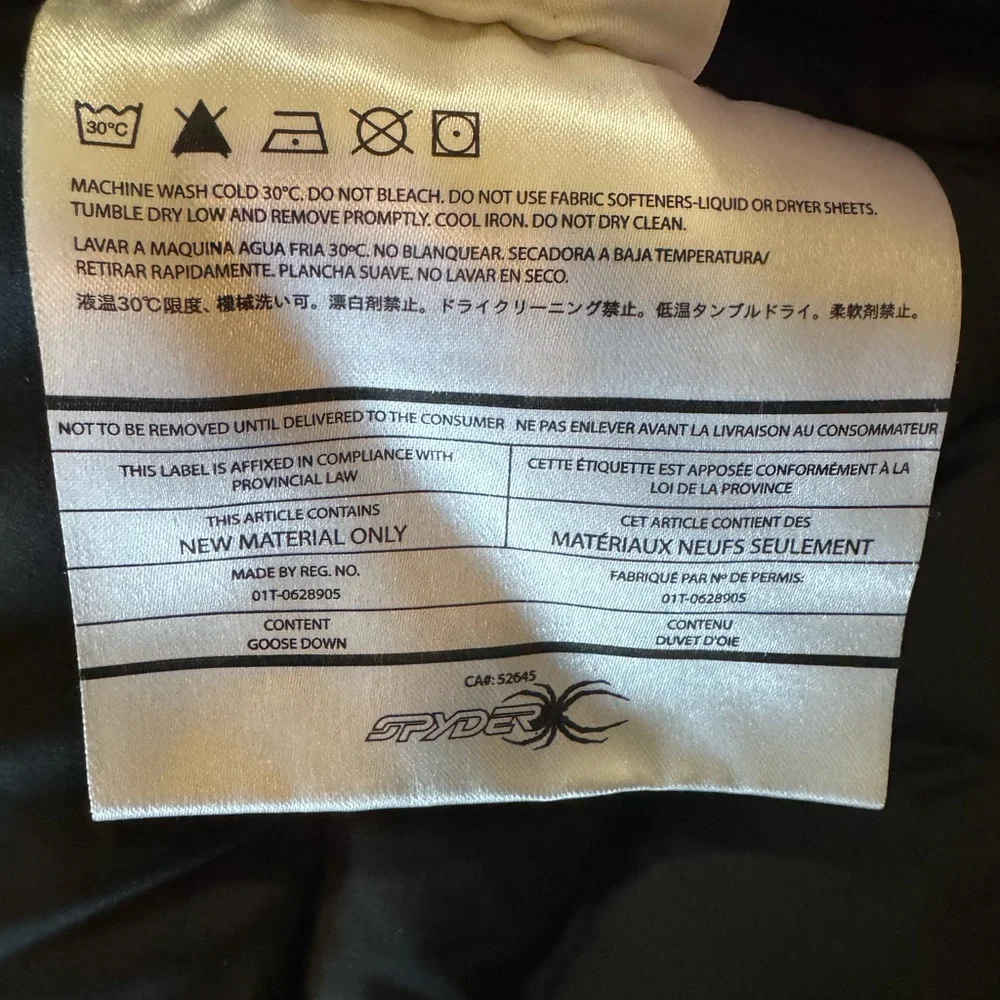 30°C
MACHINE WASH COLD 30°C. DO NOT BLEACH. DO NOT USE FABRIC SOFTENERS-LIQUID OR DRYER SHEETS.
TUMBLE DRY LOW AND REMOVE PROMPTLY. COOL IRON. DO NOT DRY CLEAN.
LAVAR A MAQUINA AGUA FRIA 30ºC. NO BLANQUEAR. SECADORA A BAJA TEMPERATURA/
RETIRAR RAPIDAMENTE. PLANCHA SUAVE. NO LAVAR EN SECO.
液温30℃限度、機械洗い可。漂白剤禁止。ドライクリーニング禁止。低温タンブルドライ。柔軟剤禁止。
NOT TO BE REMOVED UNTIL DELIVERED TO THE CONSUMER NE PAS ENLEVER AVANT LA LIVRAISON AU CONSOMMATEUR
THIS LABEL IS AFFIXED IN COMPLIANCE WITH
PROVINCIAL LAW
CETTE ÉTIQUETTE EST APPOSÉE CONFORMÉMENT À LA
LOI DE LA PROVINCE
THIS ARTICLE CONTAINS
NEW MATERIAL ONLY
CET ARTICLE CONTIENT DES
MATÉRIAUX NEUFS SEULEMENT
MADE BY REG. NO.
01T-0628905
FABRIQUÉ PAR Nº DE PERMIS:
01T-0628905
CONTENT
GOOSE DOWN
CONTENU
DUVET D'OIE
CA#: 52645
SPYDER